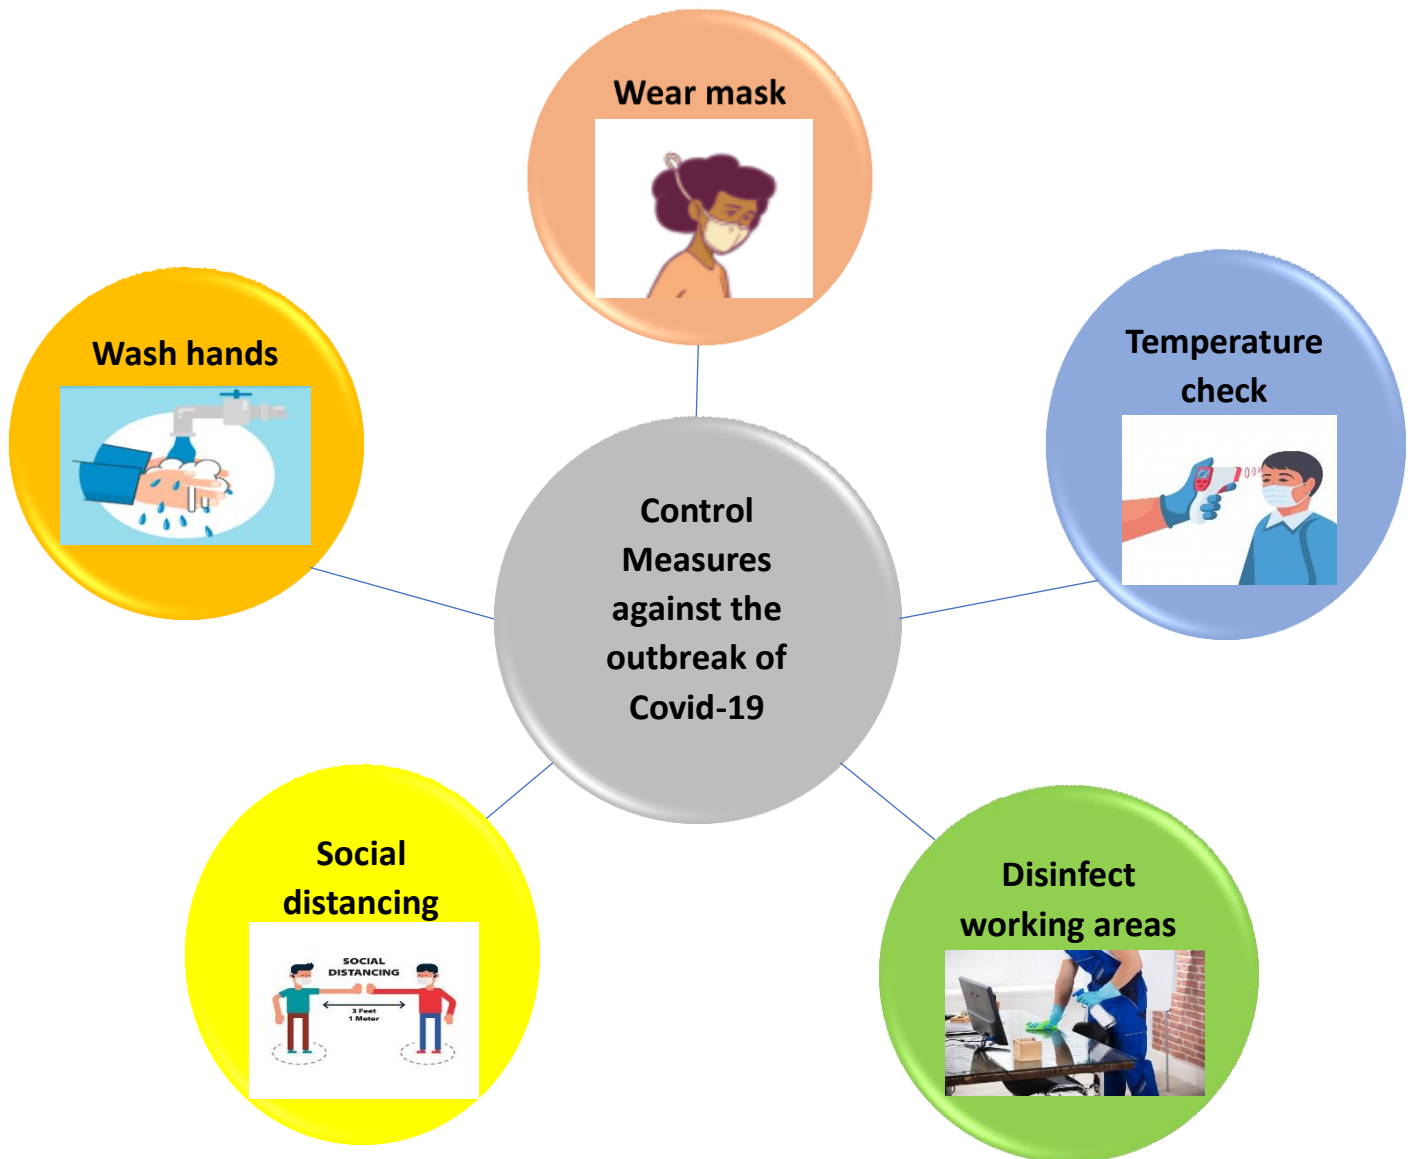 Wear mask
Wash hands
Temperature
check
Control
Measures
against the
outbreak of
Covid-19
Social
distancing
SOCIAL
DISTANCING
3 Feet
1 Meter
Disinfect
working areas